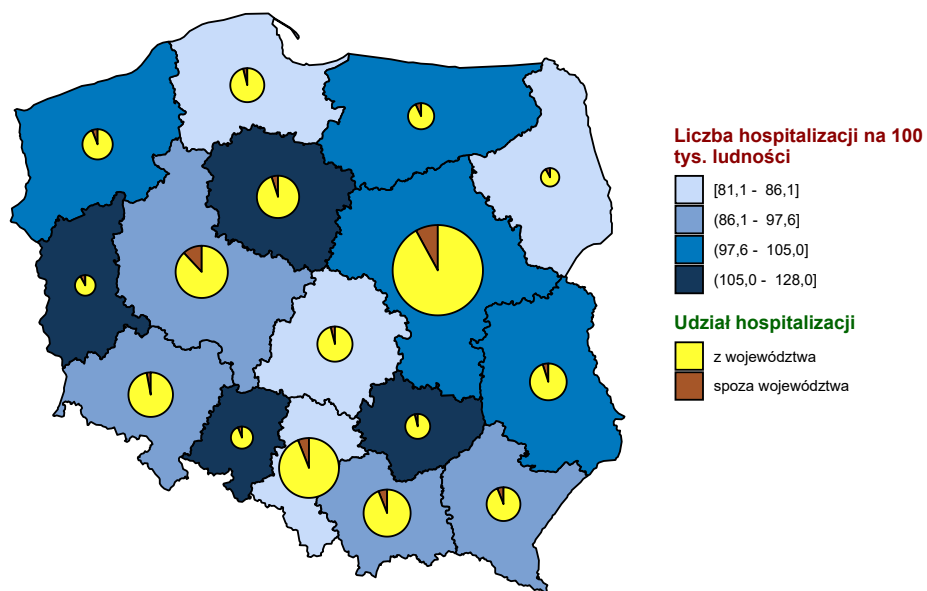 Liczba hospitalizacji na 100
tys. ludności
[81,1 - 86,1]
(86,1 - 97,6]
(97,6 - 105,0]
(105,0 - 128,0]
Udział hospitalizacji
z województwa
spoza województwa